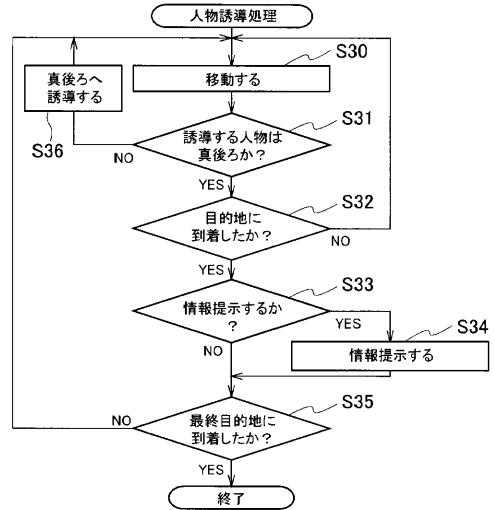 人物誘導処理
S30
移動する
真後ろへ
誘導する
S36
S31
誘導する人物は
真後ろか？
NO
YES
S32
目的地に
到着したか？
NO
YES
S33
情報提示するか
？
YES
NO
S34
情報提示する
S35
最終目的地に
到着したか？
NO
YES
終了